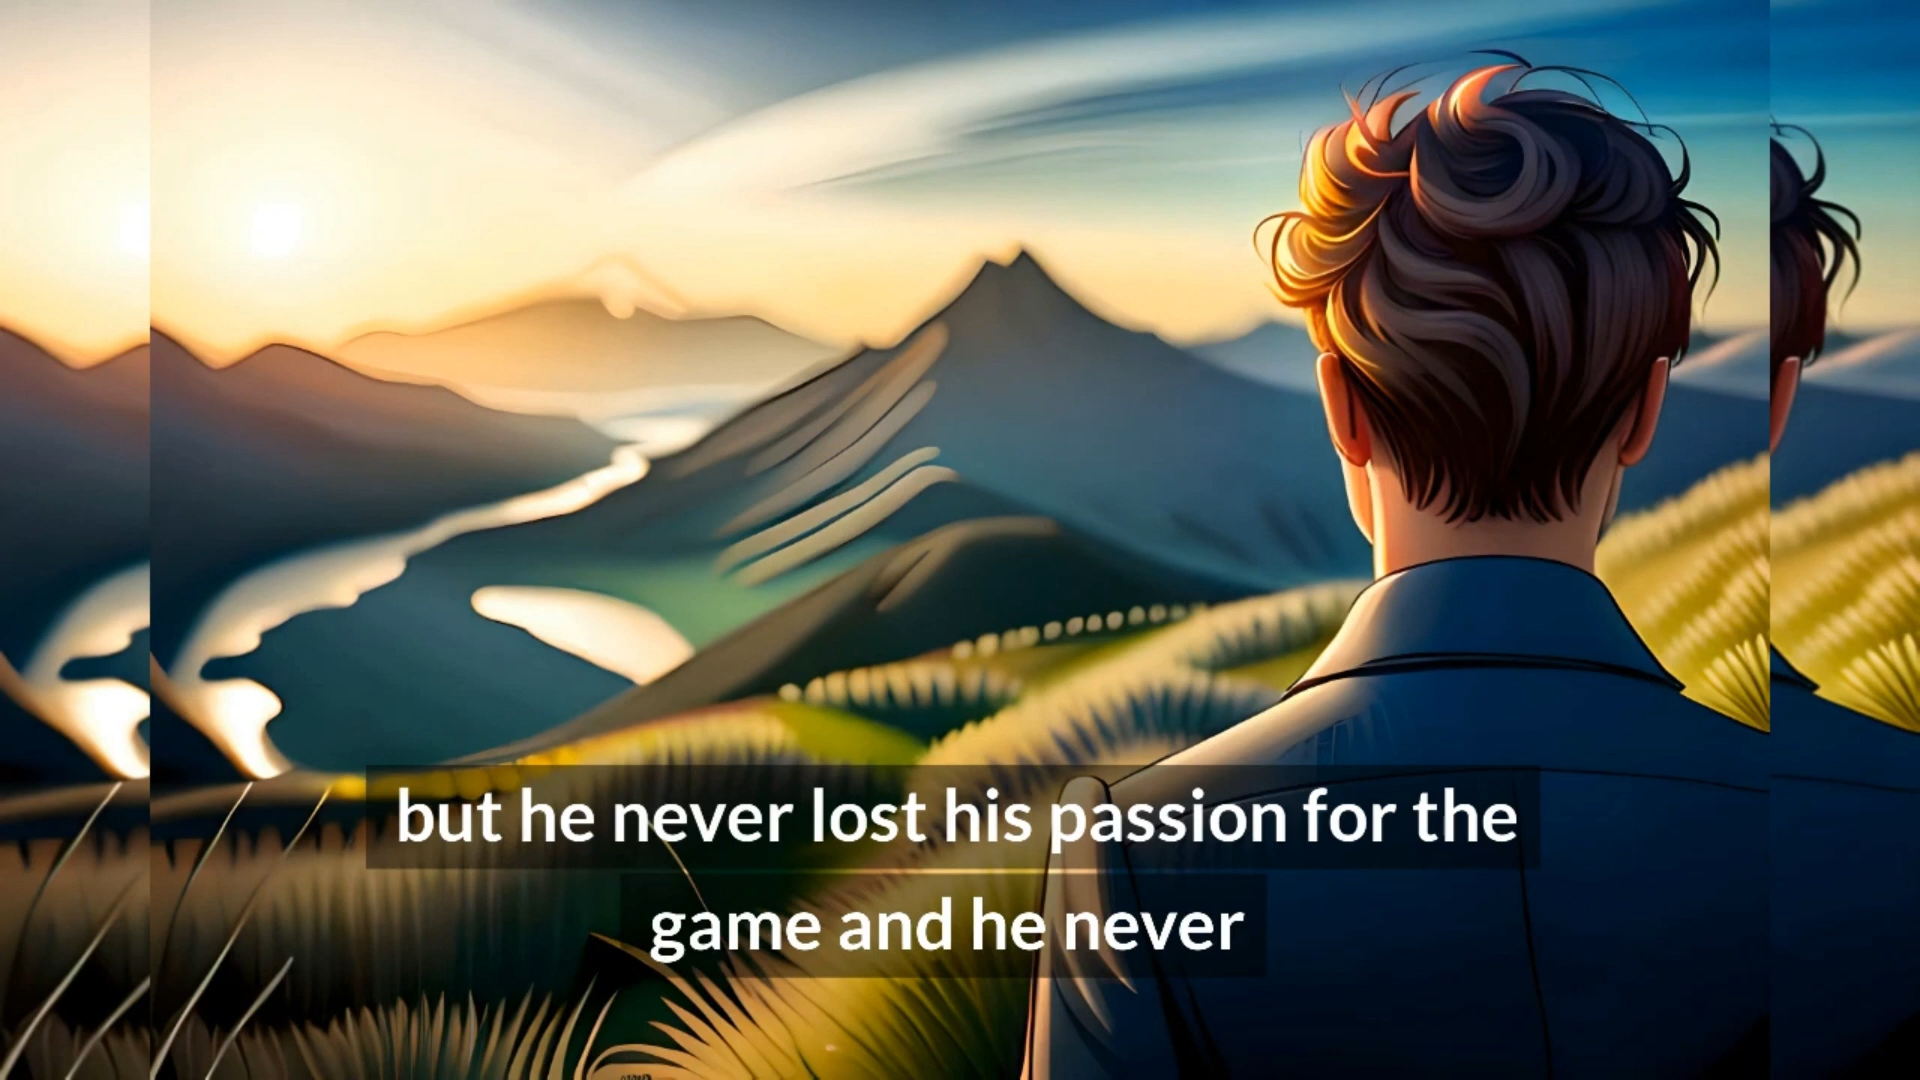 but he never lost his passion for the
game and he never